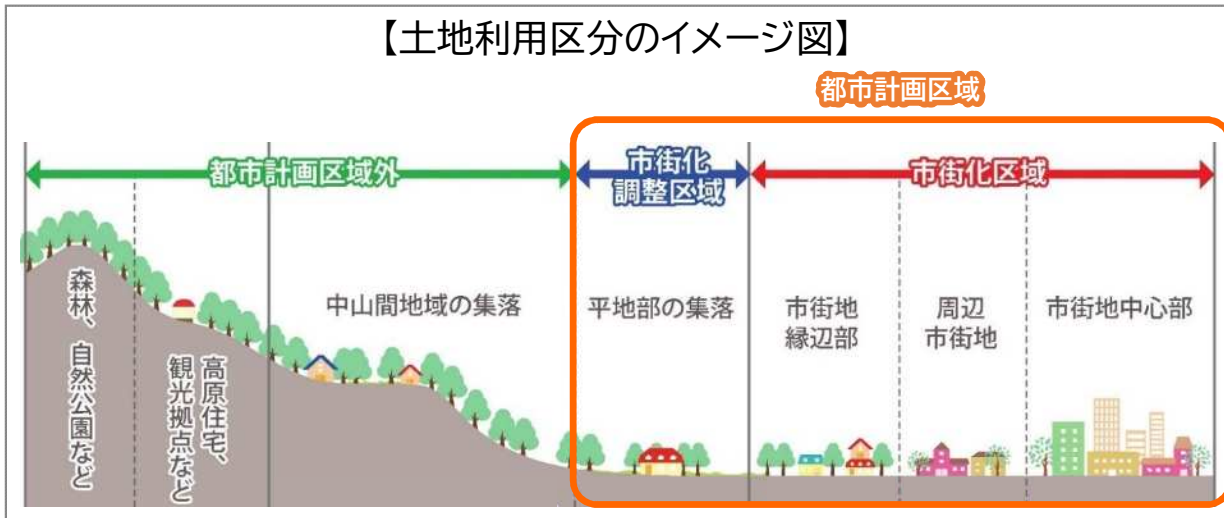 【土地利用区分のイメージ図】
都市計画区域
都市計画区域外
市街化
調整区域
市街化区域
森林、自然公園など
高原住宅、
観光拠点など
中山間地域の集落
平地部の集落
市街地
縁辺部
周辺
市街地
市街地中心部